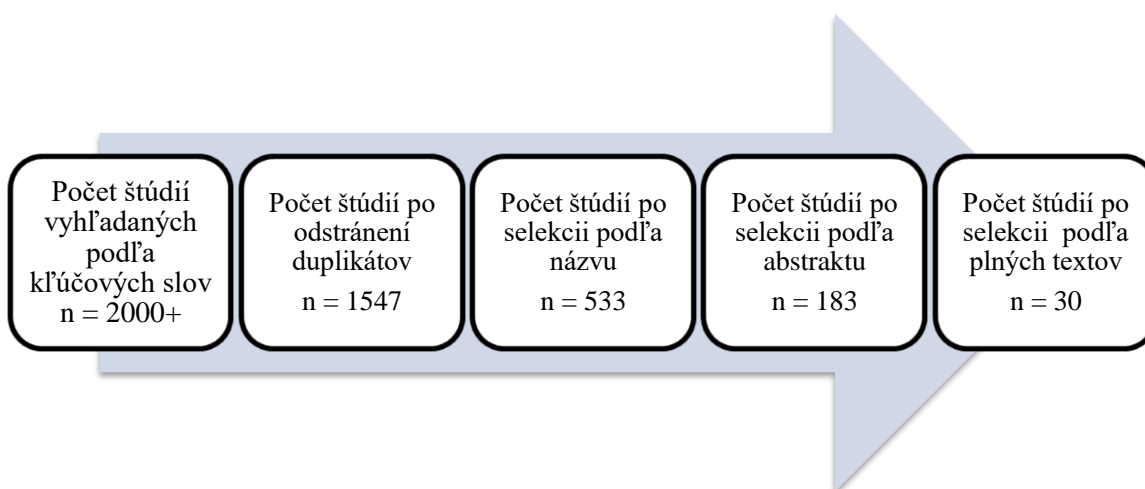 Počet štúdií
vyhľadaných
podľa
kľúčových slov
n = 2000+
Počet štúdií po
odstránení
duplikátov
n = 1547
Počet štúdií po
selekcii podľa
názvu
n = 533
Počet štúdií po
selekcii podľa
abstraktu
n = 183
Počet štúdií po
selekcii podľa
plných textov
n = 30